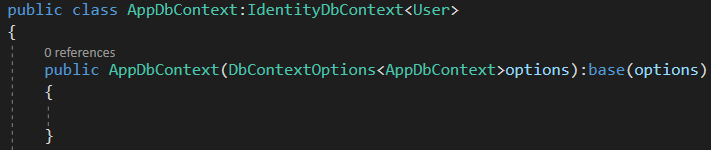 public class AppDbContext:IdentityDbContext<User>
{
0 references
public AppDbContext(DbContextOptions<AppDbContext>options):base(options)
{
}